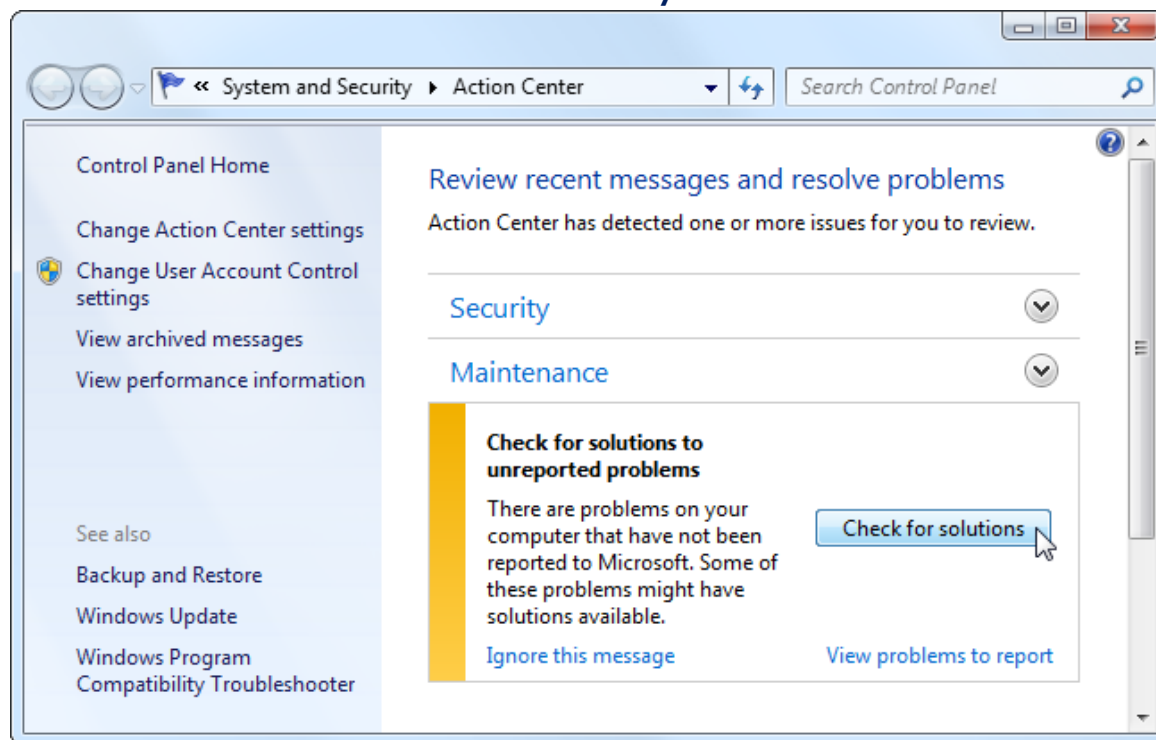 « System and Security ▸ Action Center
Search Control Panel
Control Panel Home
Change Action Center settings
Change User Account Control
settings
View archived messages
View performance information
See also
Backup and Restore
Windows Update
Windows Program
Compatibility Troubleshooter
Review recent messages and resolve problems
Action Center has detected one or more issues for you to review.
Security
Maintenance
Check for solutions to
unreported problems
There are problems on your
computer that have not been
reported to Microsoft. Some of
these problems might have
solutions available.
Check for solutions
Ignore this message
View problems to report